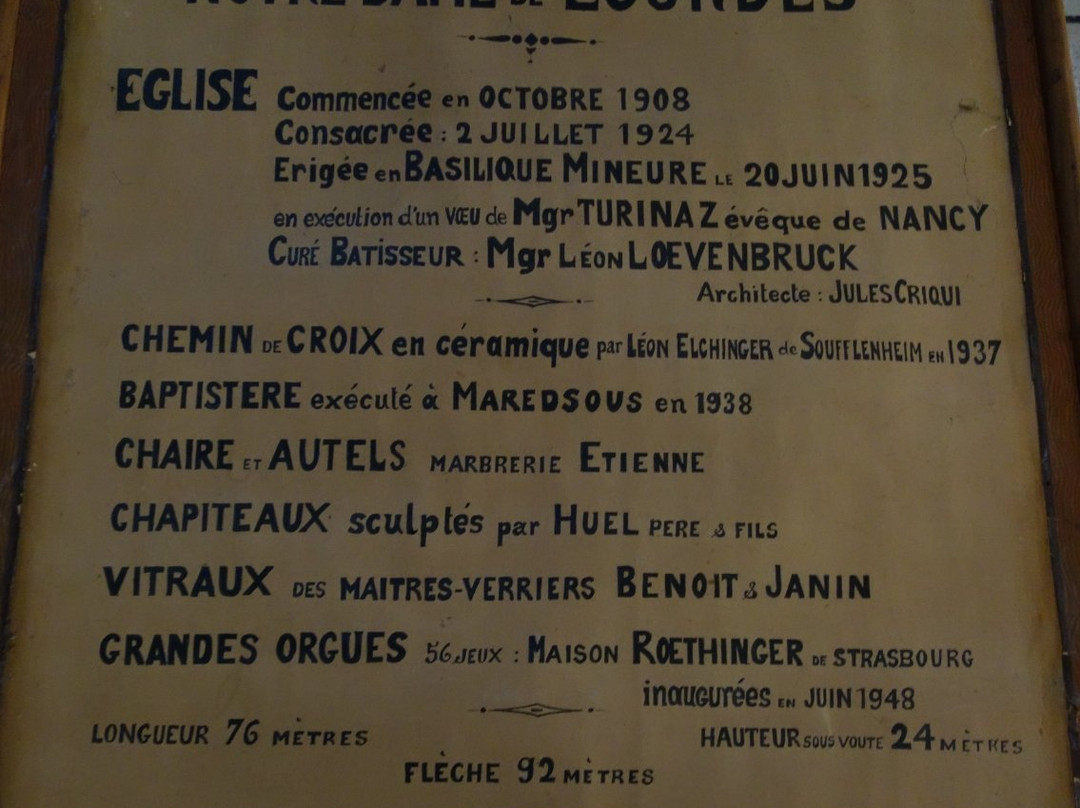 NOTRE DAME de LOURDES
EGLISE Commencée en OCTOBRE 1908
Consacrée : 2 JUILLET 1924
Erigée en BASILIQUE MINEURE LE 20 JUIN 1925
en exécution d'un VŒU de Mgr TURINAZ évêque de NANCY
CURÉ BATISSEUR : Mgr LÉON LOEVENBRUCK
Architecte : JULES CRIQUI
CHEMIN DE CROIX en céramique par LÉON ELCHINGER de SOUFFLENHEIM EN 1937
BAPTISTERE exécuté à MAREDSOUS en 1938
CHAIRE ET AUTELS MARBRERIE ETIENNE
CHAPITEAUX sculptés par HUEL PERE & FILS
VITRAUX DES MAITRES-VERRIERS BENOIT & JANIN
GRANDES ORGUES 56 JEUX : MAISON ROETHINGER DE STRASBOURG
inauGURées EN JUIN 1948
LONGUEUR 76 MÈTRES HAUTEUR SOUS VOUTE 24 MÈTRES
FLÈCHE 92 MÈTRES